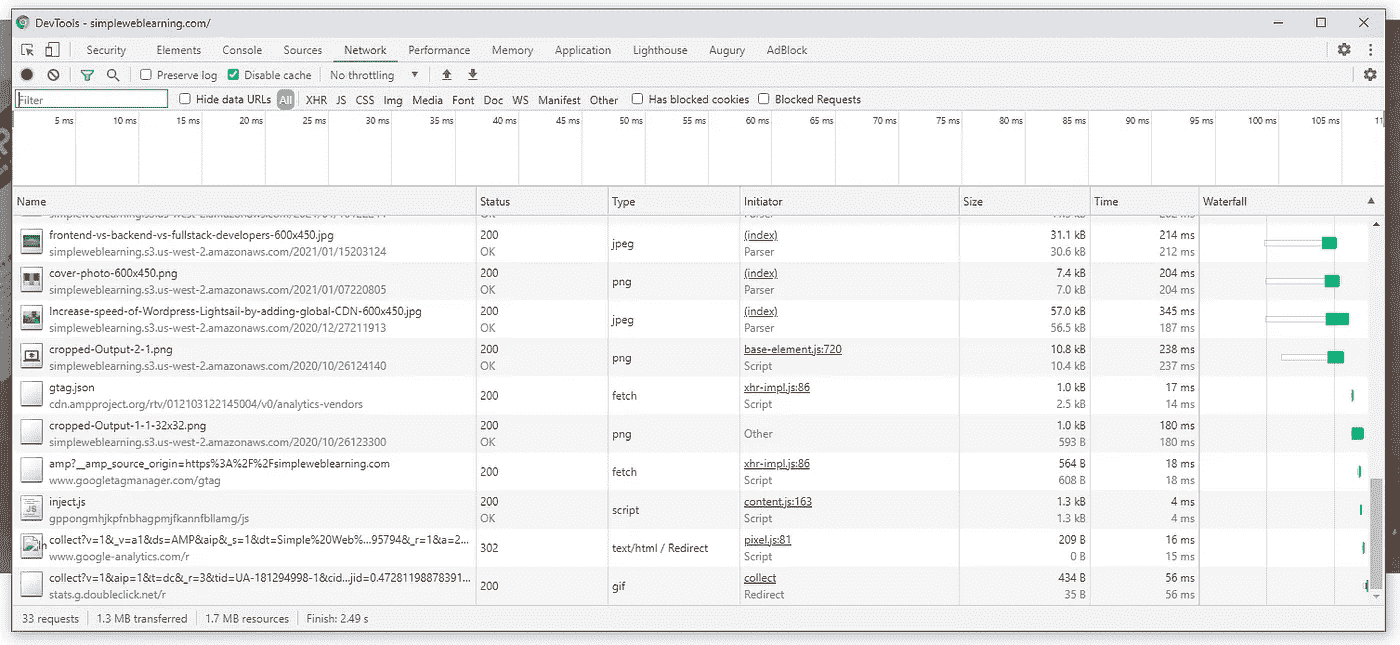 DevTools - simpleweblearning.com/
Security Elements Console Sources Network Performance Memory Application Lighthouse Augury AdBlock
Preserve log Disable cache No throttling
Filter Hide data URLs All XHR JS CSS Img Media Font Doc WS Manifest Other Has blocked cookies Blocked Requests
5 ms 10 ms 15 ms 20 ms 25 ms 30 ms 35 ms 40 ms 45 ms 50 ms 55 ms 60 ms 65 ms 70 ms 75 ms 80 ms 85 ms 90 ms 95 ms 100 ms 105 ms 11
Name Status Type Initiator Size Time Waterfall
frontend-vs-backend-vs-fullstack-developers-600x450.jpg 200 jpeg (index) 31.1 kB 214 ms
simpleweblearning.s3.us-west-2.amazonaws.com/2021/01/15203124 OK Parser 30.6 kB 212 ms
cover-photo-600x450.png 200 png (index) 7.4 kB 204 ms
simpleweblearning.s3.us-west-2.amazonaws.com/2021/01/07220805 OK Parser 7.0 kB 204 ms
Increase-speed-of-Wordpress-Lightsail-by-adding-global-CDN-600x450.jpg 200 jpeg (index) 57.0 kB 345 ms
simpleweblearning.s3.us-west-2.amazonaws.com/2020/12/27211913 OK Parser 56.5 kB 187 ms
cropped-Output-2-1.png 200 png base-element.js:720 10.8 kB 238 ms
simpleweblearning.s3.us-west-2.amazonaws.com/2020/10/26124140 OK Script 10.4 kB 237 ms
gtag.json 200 fetch xhr-impl.js:86 1.0 kB 17 ms
cdn.ampproject.org/rtv/012103122145004/v0/analytics-vendors Script 2.5 kB 14 ms
cropped-Output-1-1-32x32.png 200 png Other 1.0 kB 180 ms
simpleweblearning.s3.us-west-2.amazonaws.com/2020/10/26123300 OK 593 B 180 ms
amp?__amp_source_origin=https%3A%2F%2Fsimpleweblearning.com 200 fetch xhr-impl.js:86 564 B 18 ms
www.googletagmanager.com/gtag Script 608 B 18 ms
inject.js 200 script content.js:163 1.3 kB 4 ms
gppongmhjkpfnbhagpmjfkannfbllamg/js OK Script 1.3 kB 4 ms
collect?v=1&_v=a1&ds=AMP&aip&_s=1&dt=Simple%20Web%...95794&_r=1&a=2... 302 text/html / Redirect pixel.js:81 209 B 16 ms
www.google-analytics.com/r Script 0 B 15 ms
collect?v=1&aip=1&t=dc&_r=3&tid=UA-181294998-1&cid...jid=0.47281198878391... 200 gif collect 434 B 56 ms
stats.g.doubleclick.net/r Redirect 35 B 56 ms
33 requests 1.3 MB transferred 1.7 MB resources Finish: 2.49 s